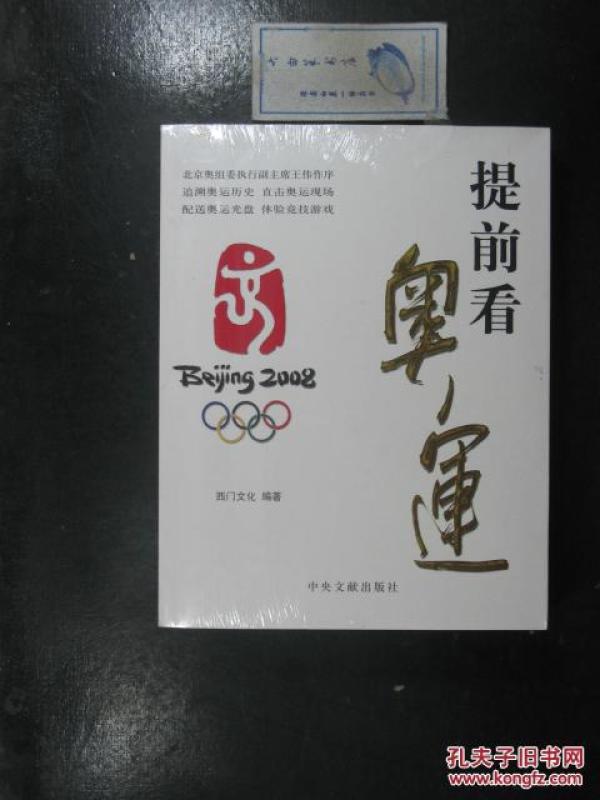 北京奥组委执行副主席王伟作序
追溯奥运历史 直击奥运现场
配送奥运光盘 体验竞技游戏
提前看
奥運
Beijing 2008
西门文化 编著
中央文献出版社
孔夫子旧书网
www.kongfz.com